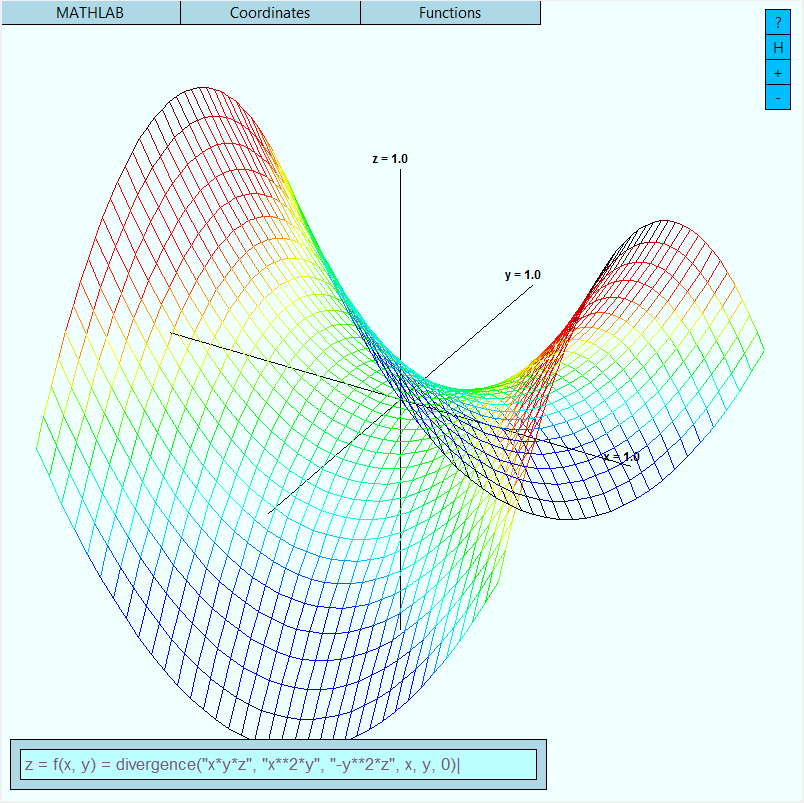 MATHLAB Coordinates Functions
?
H
+
-
z = 1.0
y = 1.0
x = 1.0
z = f(x, y) = divergence("x*y*z", "x**2*y", "-y**2*z", x, y, 0)|